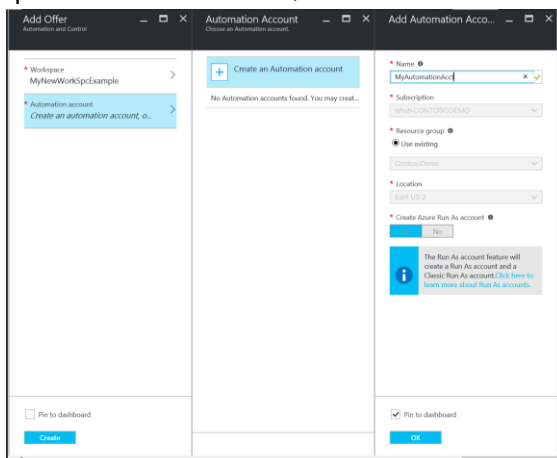 Add Offer
Automation and Control
* Workspace
MyNewWorkSpcExample
* Automation account
Create an automation account, o...
Pin to dashboard
Create
Automation Account
Choose an Automation account.
Create an Automation account
No Automation accounts found. You may creat...
Add Automation Acco...
* Name
MyAutomationAcct
* Subscription
* Resource group
Use existing
ContosoDemo
* Location
East US 2
* Create Azure Run As account
No
The Run As account feature will
create a Run As account and a
Classic Run As account.Click here to
learn more about Run As accounts.
Pin to dashboard
OK